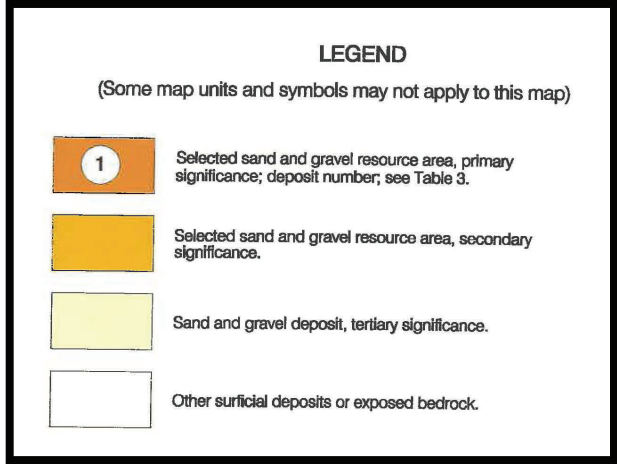 LEGEND
(Some map units and symbols may not apply to this map)
1
Selected sand and gravel resource area, primary
significance; deposit number; see Table 3.
Selected sand and gravel resource area, secondary
significance.
Sand and gravel deposit, tertiary significance.
Other surficial deposits or exposed bedrock.